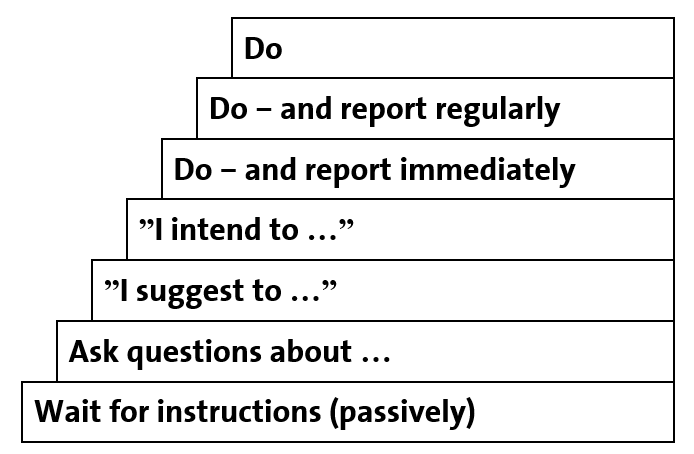 Do
Do – and report regularly
Do – and report immediately
”I intend to …”
”I suggest to …”
Ask questions about …
Wait for instructions (passively)